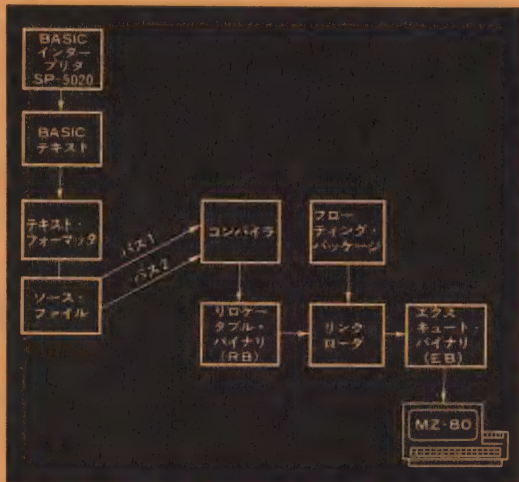 BASIC
インター
プリタ
SP-5020
BASIC
テキスト
テキスト・
フォーマッタ
ソース・
ファイル
パス1
パス2
コンパイラ
フロー
ティング・
パッケージ
リロケー
タブル・
バイナリ
(RB)
リンク
ローダ
エクス
キュート・
バイナリ
(EB)
MZ-80